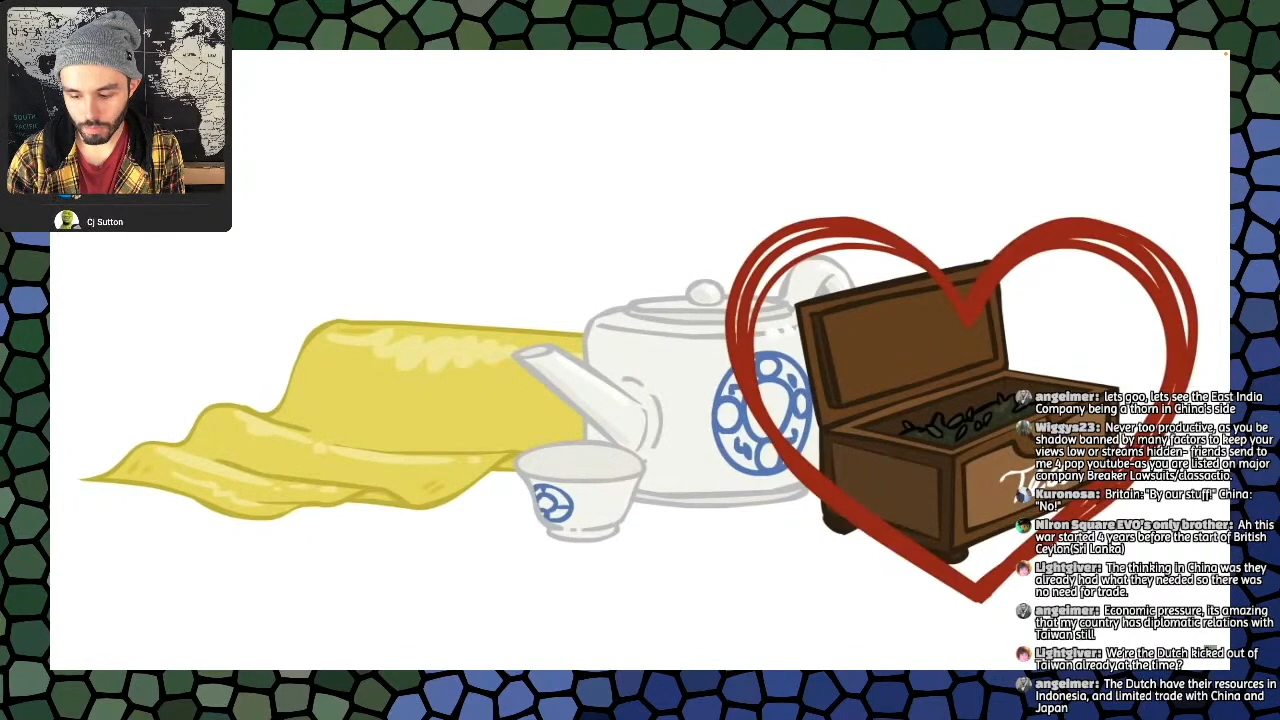 USA
SOUTH
PACIFIC
Cj Sutton
angelmer: lets goo, lets see the East India
Company being a thorn in China's side
Wiggys23: Never too productive, as you be
shadow banned by many factors to keep your
views low or streams hidden- friends send to
me 4 pop youtube-as you are listed on major
company Breaker Lawsuits/classactio.
Kuronosa: Britain: "By our stuff!" China:
"No!"
Niron Square EVO's only brother: Ah this
war started 4 years before the start of British
Ceylon(Sri Lanka)
Lightgiver: The thinking in China was they
already had what they needed so there was
no need for trade.
angelmer: Economic pressure, its amazing
that my country has diplomatic relations with
Taiwan still
Lightgiver: We're the Dutch kicked out of
Taiwan already at the time ?
angelmer: The Dutch have their resources in
Indonesia, and limited trade with China and
Japan